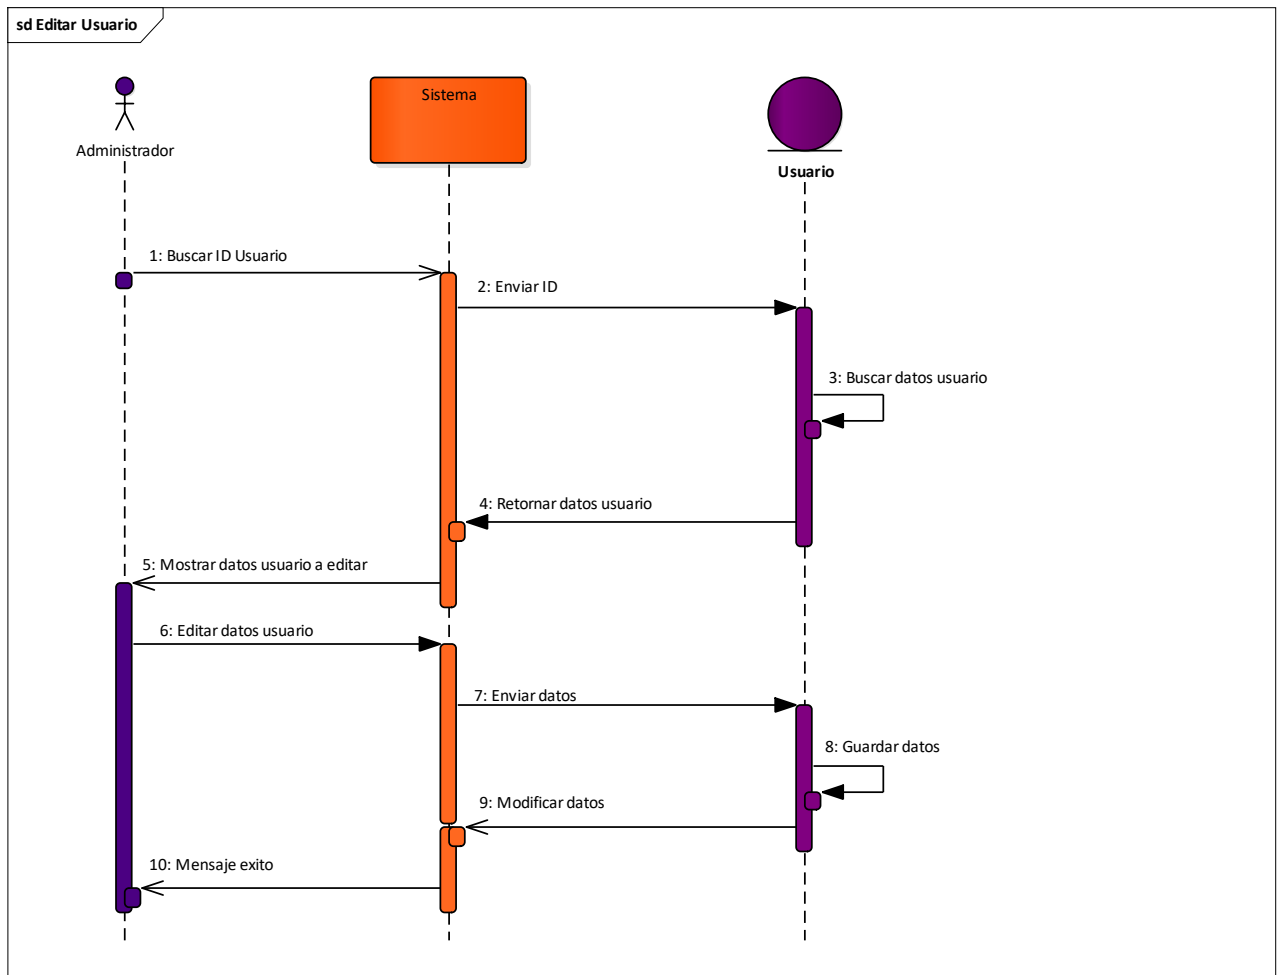 sd Editar Usuario
Administrador
Sistema
Usuario
1: Buscar ID Usuario
2: Enviar ID
3: Buscar datos usuario
4: Retornar datos usuario
5: Mostrar datos usuario a editar
6: Editar datos usuario
7: Enviar datos
8: Guardar datos
9: Modificar datos
10: Mensaje exito